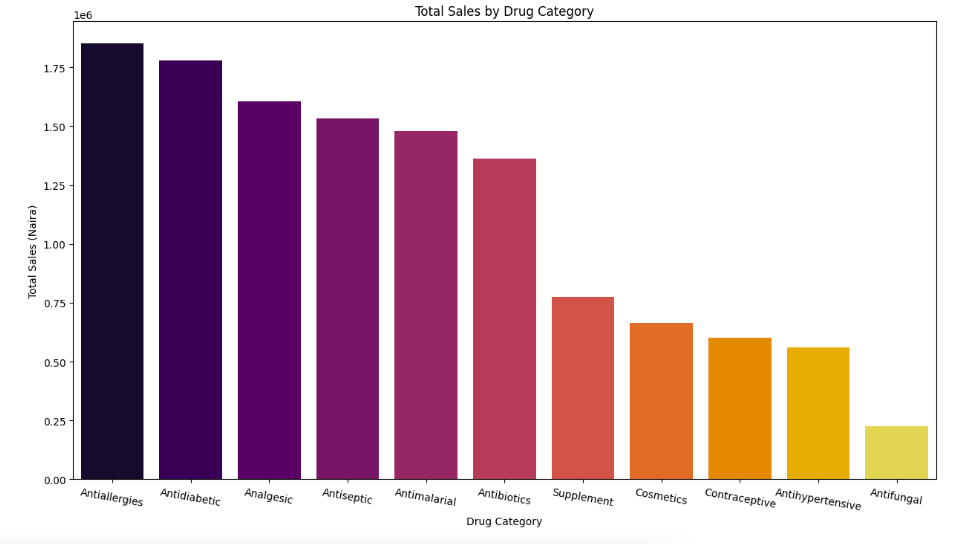 Total Sales by Drug Category
1e6
Total Sales (Naira)
1.75
1.50
1.25
1.00
0.75
0.50
0.25
0.00
Antiallergies Antidiabetic Analgesic Antiseptic Antimalarial Antibiotics Supplement Cosmetics Contraceptive Antihypertensive Antifungal
Drug Category